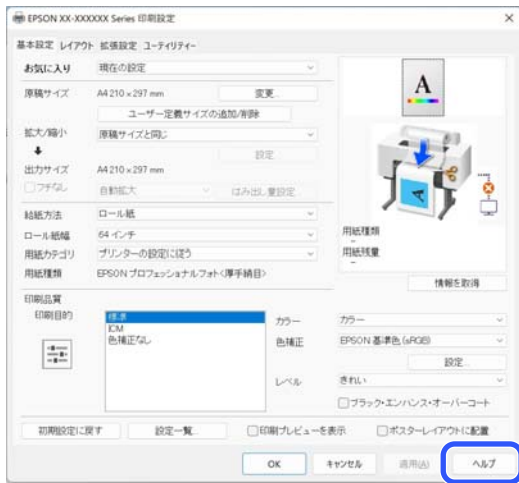 EPSON XX-XXXXXX Series 印刷設定
基本設定 レイアウト 拡張設定 ユーティリティー
お気に入り 現在の設定
原稿サイズ A4 210 x 297 mm 変更...
ユーザー定義サイズの追加/削除
拡大/縮小 原稿サイズと同じ
設定...
出力サイズ A4 210 x 297 mm
フチなし 自動拡大 はみ出し量設定...
給紙方法 ロール紙
ロール紙幅 64 インチ
用紙カテゴリ プリンターの設定に従う
用紙種類 EPSON プロフェッショナルフォト<厚手絹目>
A
A
用紙種類
-
用紙残量
-
情報を取得
印刷品質
印刷目的 標準
ICM
色補正なし
カラー カラー
色補正 EPSON 基準色 (sRGB)
設定...
レベル きれい
ブラック・エンハンス・オーバーコート
初期設定に戻す 設定一覧... 印刷プレビューを表示 ポスターレイアウトに配置
OK キャンセル 適用(A) ヘルプ